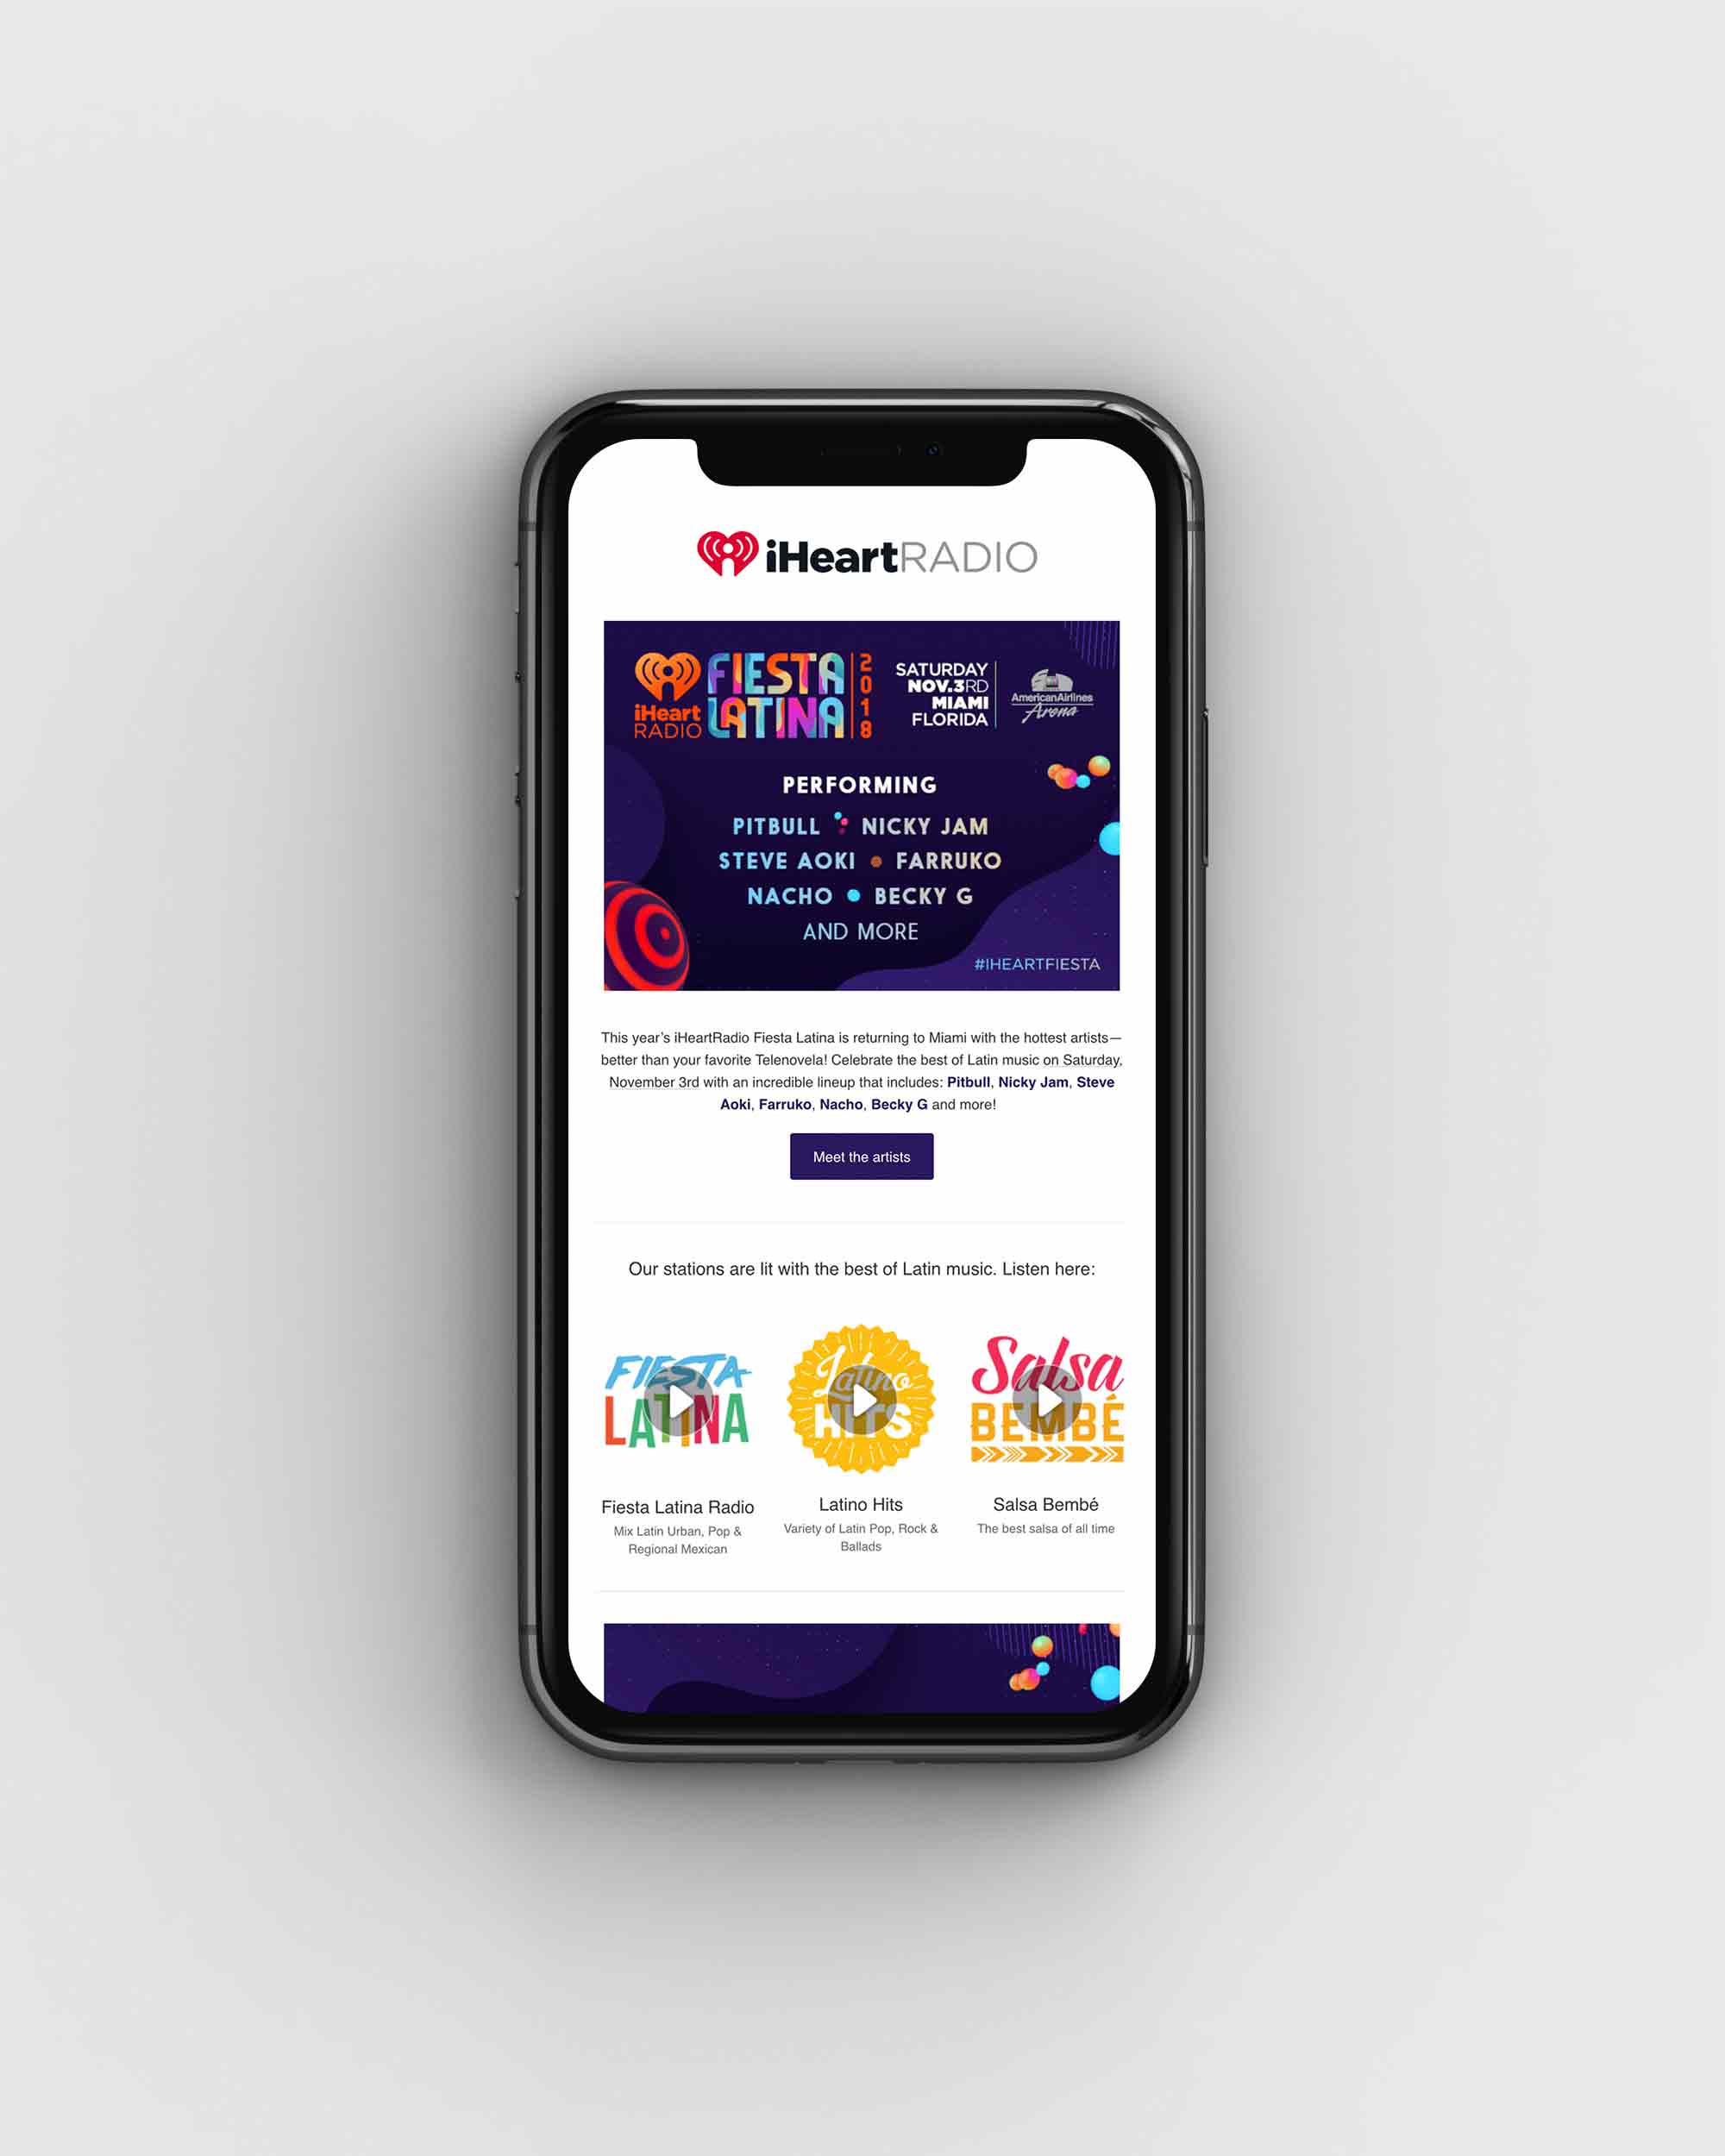 iHeartRADIO
iHeart
RADIO
FIESTA
LATINA
2018
SATURDAY
NOV.3RD
MIAMI
FLORIDA
AmericanAirlines
Arena
PERFORMING
PITBULL NICKY JAM
STEVE AOKI • FARRUKO
NACHO • BECKY G
AND MORE
#IHEARTFIESTA
This year’s iHeartRadio Fiesta Latina is returning to Miami with the hottest artists—
better than your favorite Telenovela! Celebrate the best of Latin music on Saturday,
November 3rd with an incredible lineup that includes: Pitbull, Nicky Jam, Steve
Aoki, Farruko, Nacho, Becky G and more!
Meet the artists
Our stations are lit with the best of Latin music. Listen here:
FIESTA
LATINA
Latino
HITS
Salsa
BEMBÉ
Fiesta Latina Radio
Mix Latin Urban, Pop &
Regional Mexican
Latino Hits
Variety of Latin Pop, Rock &
Ballads
Salsa Bembé
The best salsa of all time